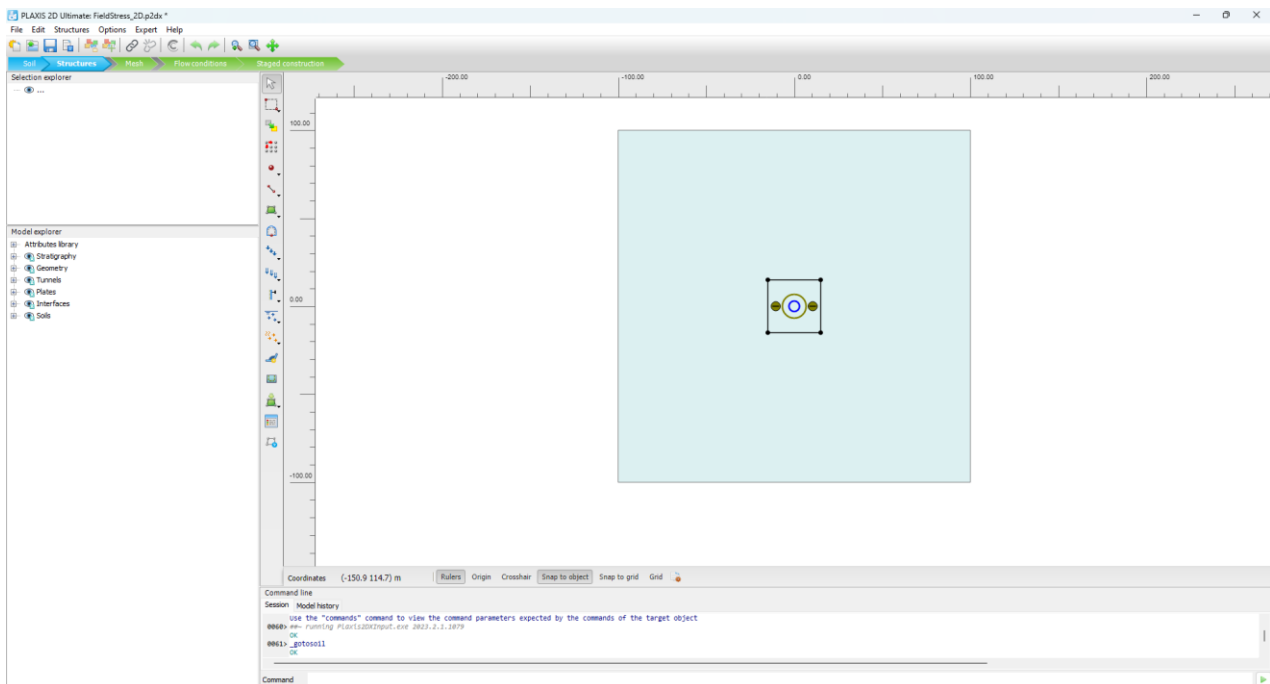 PLAXIS 2D Ultimate: FieldStress_2D.p2dx *
File Edit Structures Options Expert Help
Soil Structures Mesh Flow conditions Staged construction
Selection explorer
...
-200.00 -100.00 0.00 100.00 200.00
100.00
Model explorer
Attributes library
Stratigraphy
Geometry
Tunnels
Plates
Interfaces
Soils
0.00
-100.00
Coordinates (-150.9 114.7) m Rulers Origin Crosshair Snap to object Snap to grid Grid
Command line
Session Model history
Use the "commands" command to view the command parameters expected by the commands of the target object
0060> ##- running Plaxis2DXInput.exe 2023.2.1.1079
OK
0061> _gotosoil
OK
Command